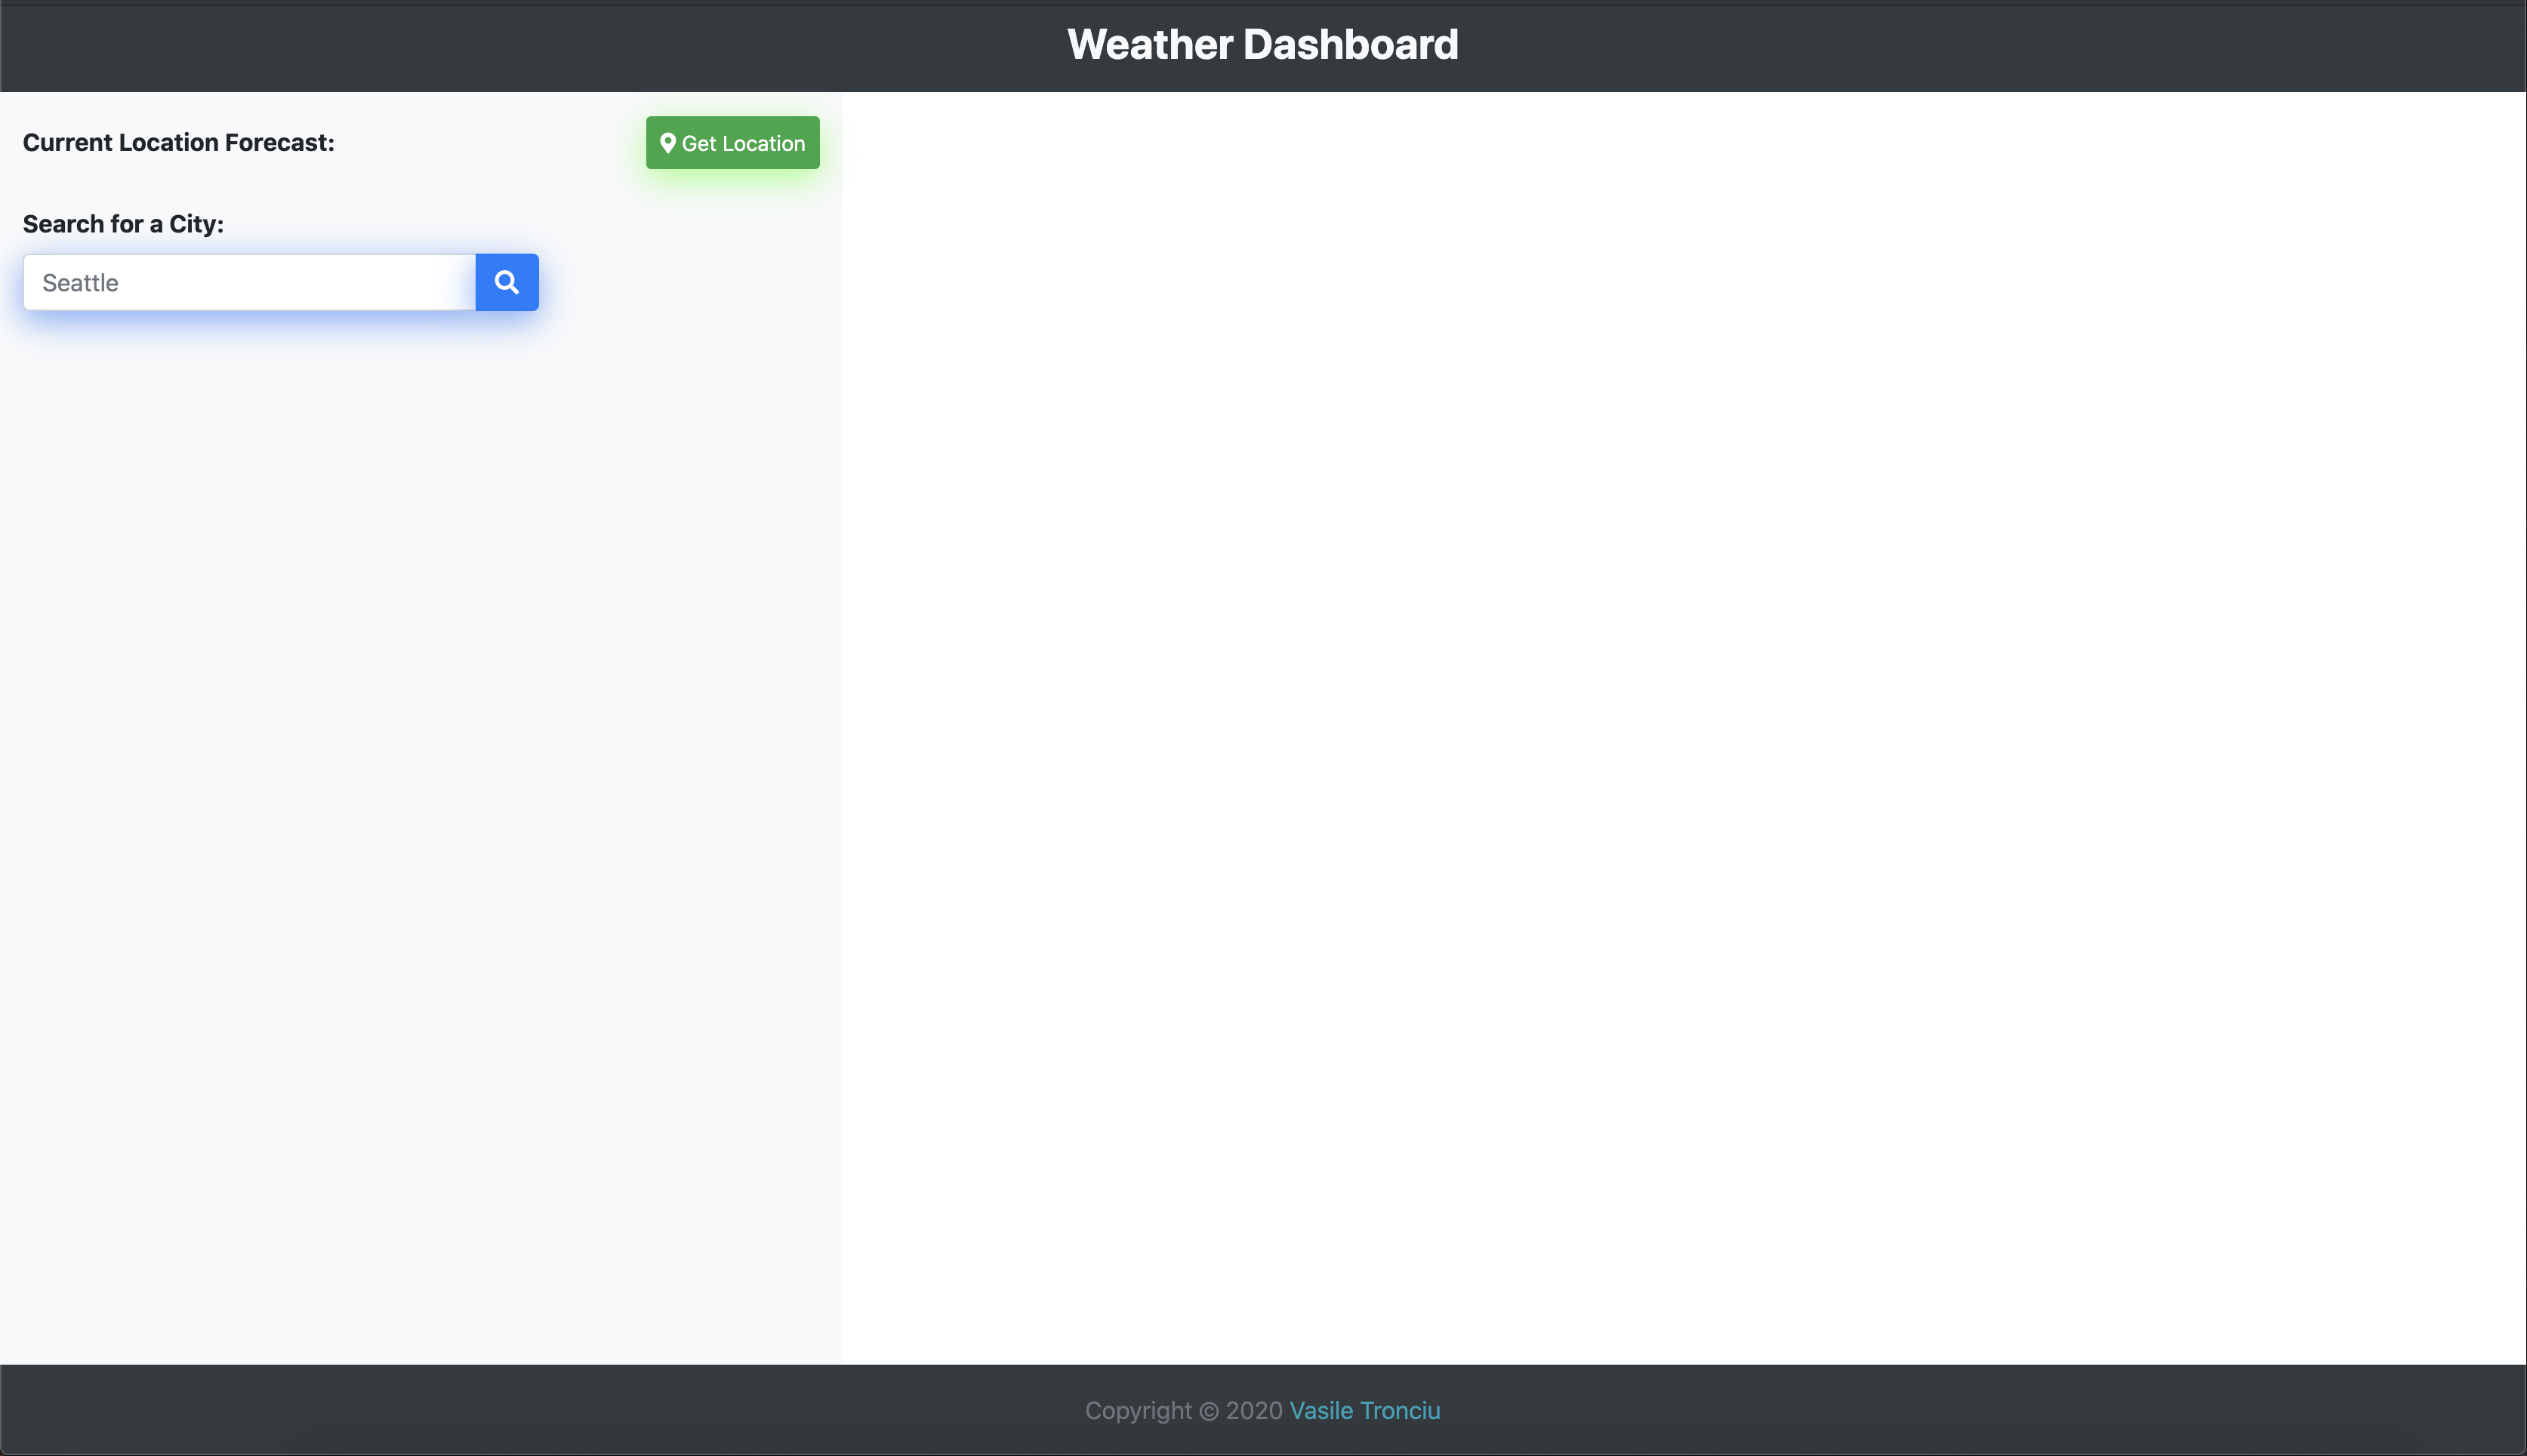 Weather Dashboard
Current Location Forecast:
Get Location
Search for a City:
Seattle
Copyright © 2020 Vasile Tronciu